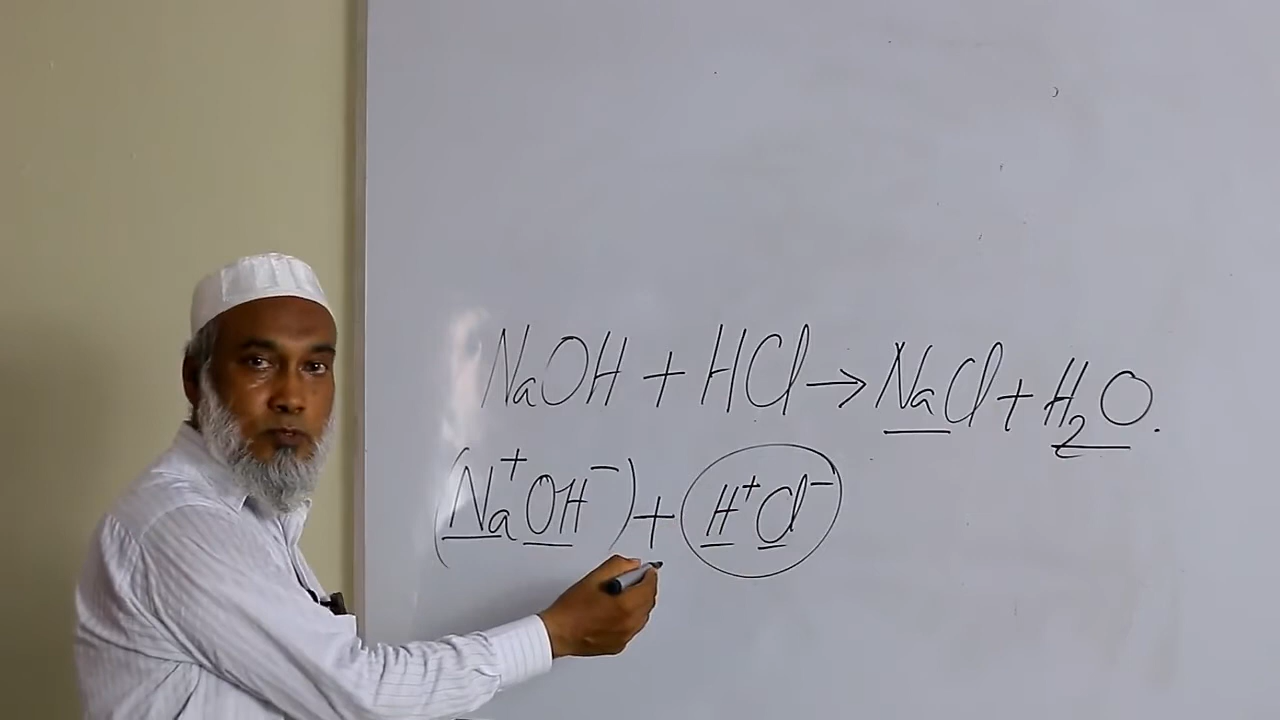 NaOH + HCl → NaCl + H₂O.
(Na⁺OH⁻) + H⁺Cl⁻